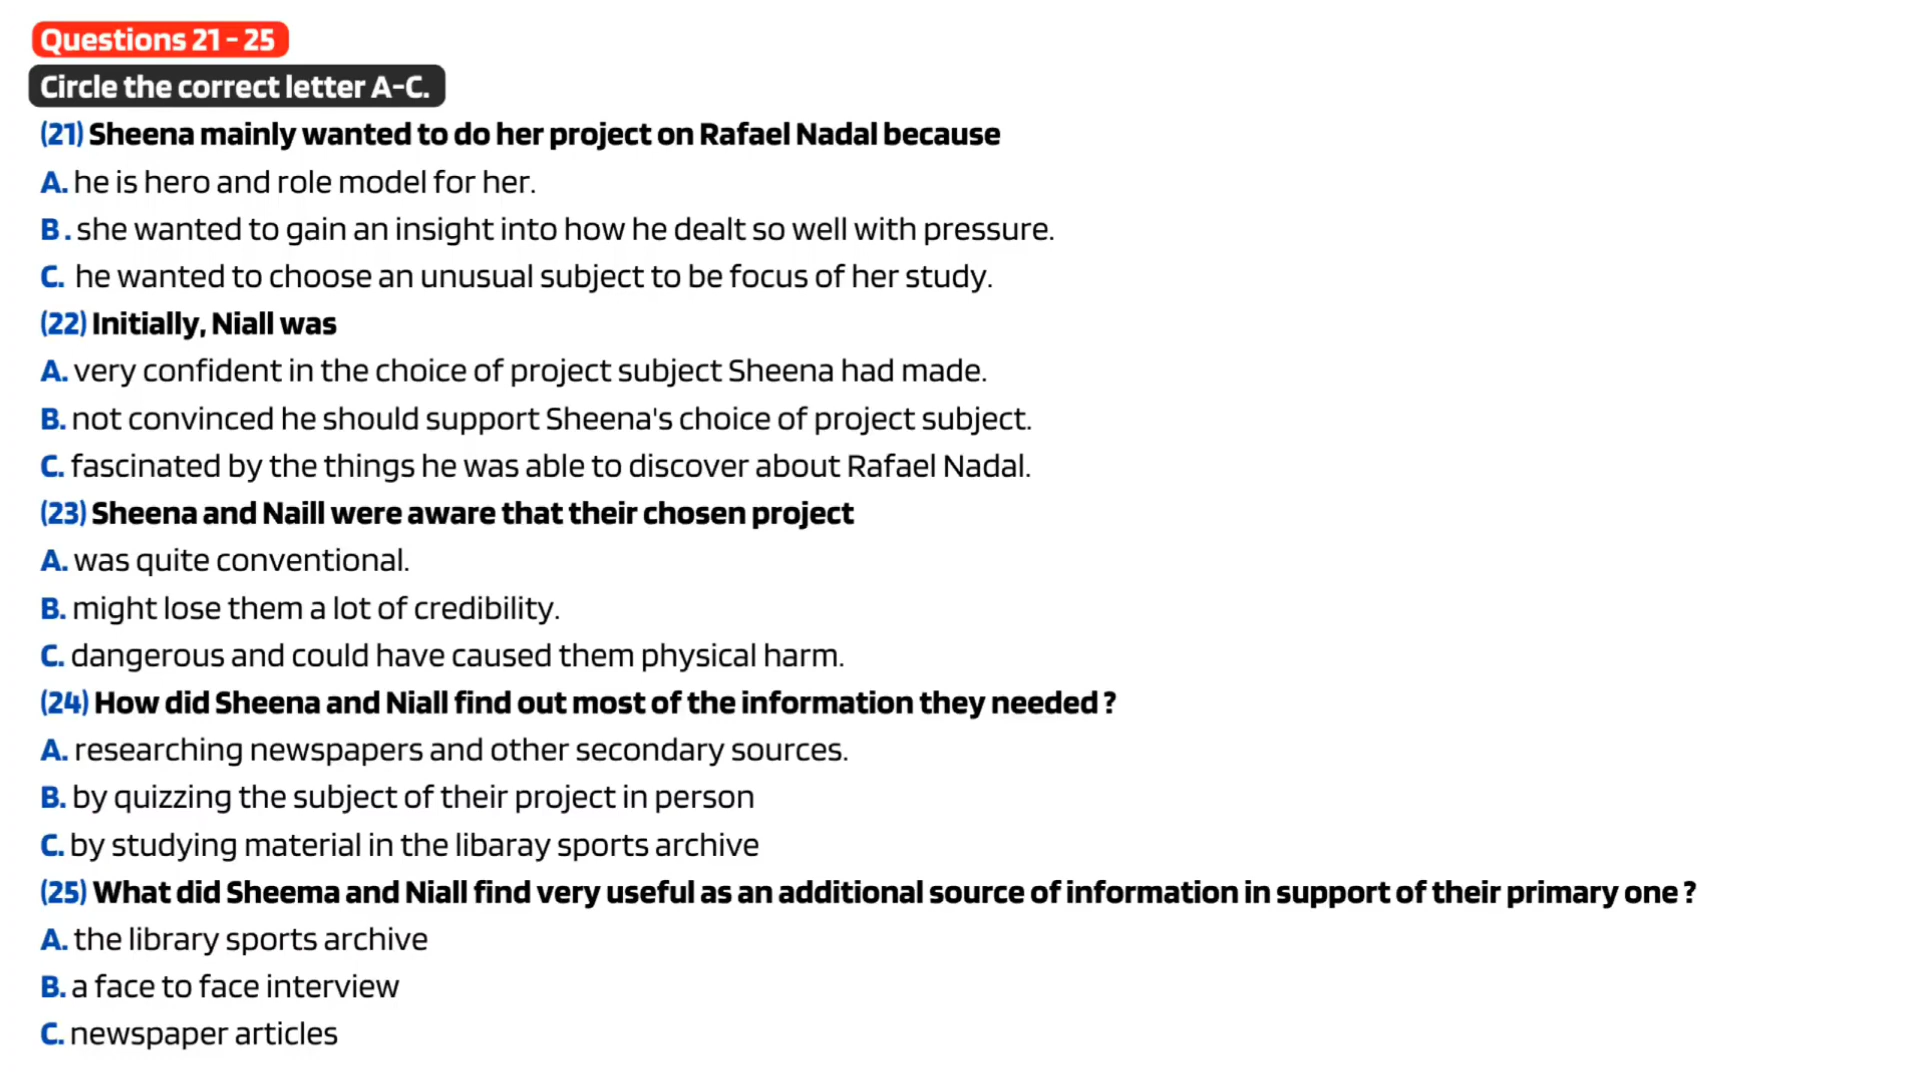 Questions 21 - 25
Circle the correct letter A-C.
(21) Sheena mainly wanted to do her project on Rafael Nadal because
A. he is hero and role model for her.
B . she wanted to gain an insight into how he dealt so well with pressure.
C. he wanted to choose an unusual subject to be focus of her study.
(22) Initially, Niall was
A. very confident in the choice of project subject Sheena had made.
B. not convinced he should support Sheena's choice of project subject.
C. fascinated by the things he was able to discover about Rafael Nadal.
(23) Sheena and Naill were aware that their chosen project
A. was quite conventional.
B. might lose them a lot of credibility.
C. dangerous and could have caused them physical harm.
(24) How did Sheena and Niall find out most of the information they needed ?
A. researching newspapers and other secondary sources.
B. by quizzing the subject of their project in person
C. by studying material in the libaray sports archive
(25) What did Sheema and Niall find very useful as an additional source of information in support of their primary one ?
A. the library sports archive
B. a face to face interview
C. newspaper articles